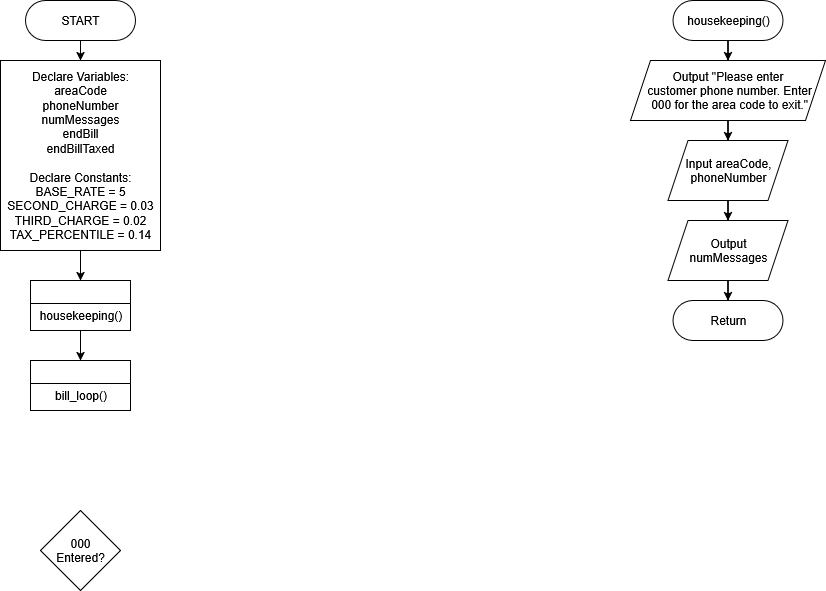 START
Declare Variables:
areaCode
phoneNumber
numMessages
endBill
endBillTaxed
Declare Constants:
BASE_RATE = 5
SECOND_CHARGE = 0.03
THIRD_CHARGE = 0.02
TAX_PERCENTILE = 0.14
housekeeping()
bill_loop()
000
Entered?
housekeeping()
Output "Please enter
customer phone number. Enter
000 for the area code to exit."
Input areaCode,
phoneNumber
Output
numMessages
Return